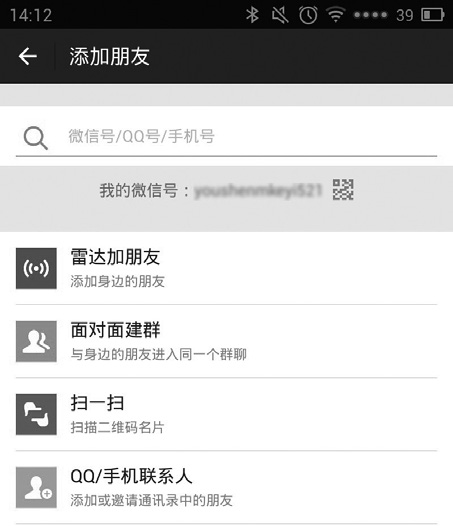 14:12
39
添加朋友
微信号/QQ号/手机号
我的微信号：
雷达加朋友
添加身边的朋友
面对面建群
与身边的朋友进入同一个群聊
扫一扫
扫描二维码名片
QQ/手机联系人
添加或邀请通讯录中的朋友